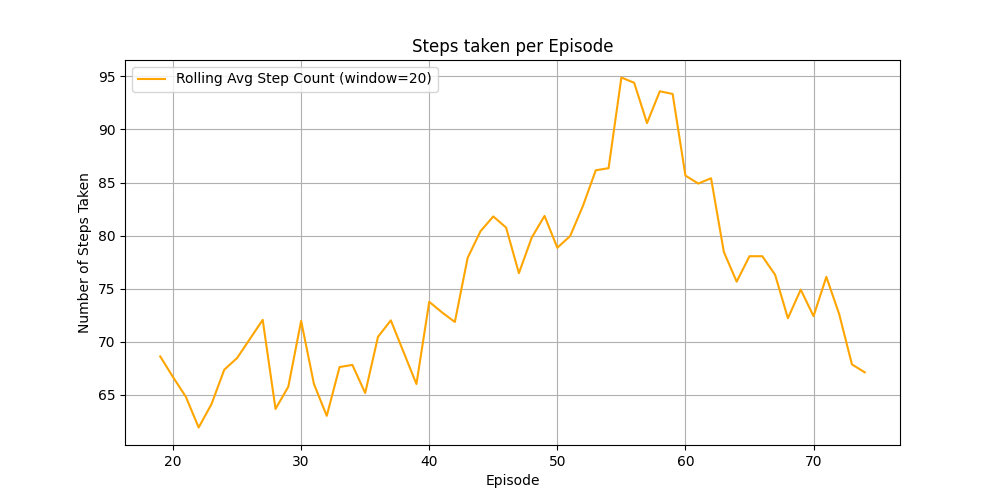 Steps taken per Episode
Rolling Avg Step Count (window=20)
Number of Steps Taken
95
90
85
80
75
70
65
20 30 40 50 60 70
Episode